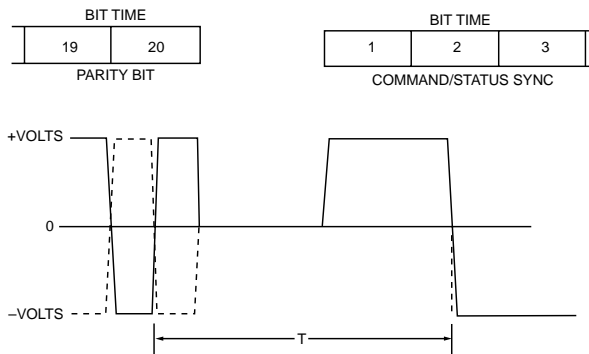 BIT TIME
19 20
PARITY BIT
BIT TIME
1 2 3
COMMAND/STATUS SYNC
+VOLTS
0
–VOLTS
T